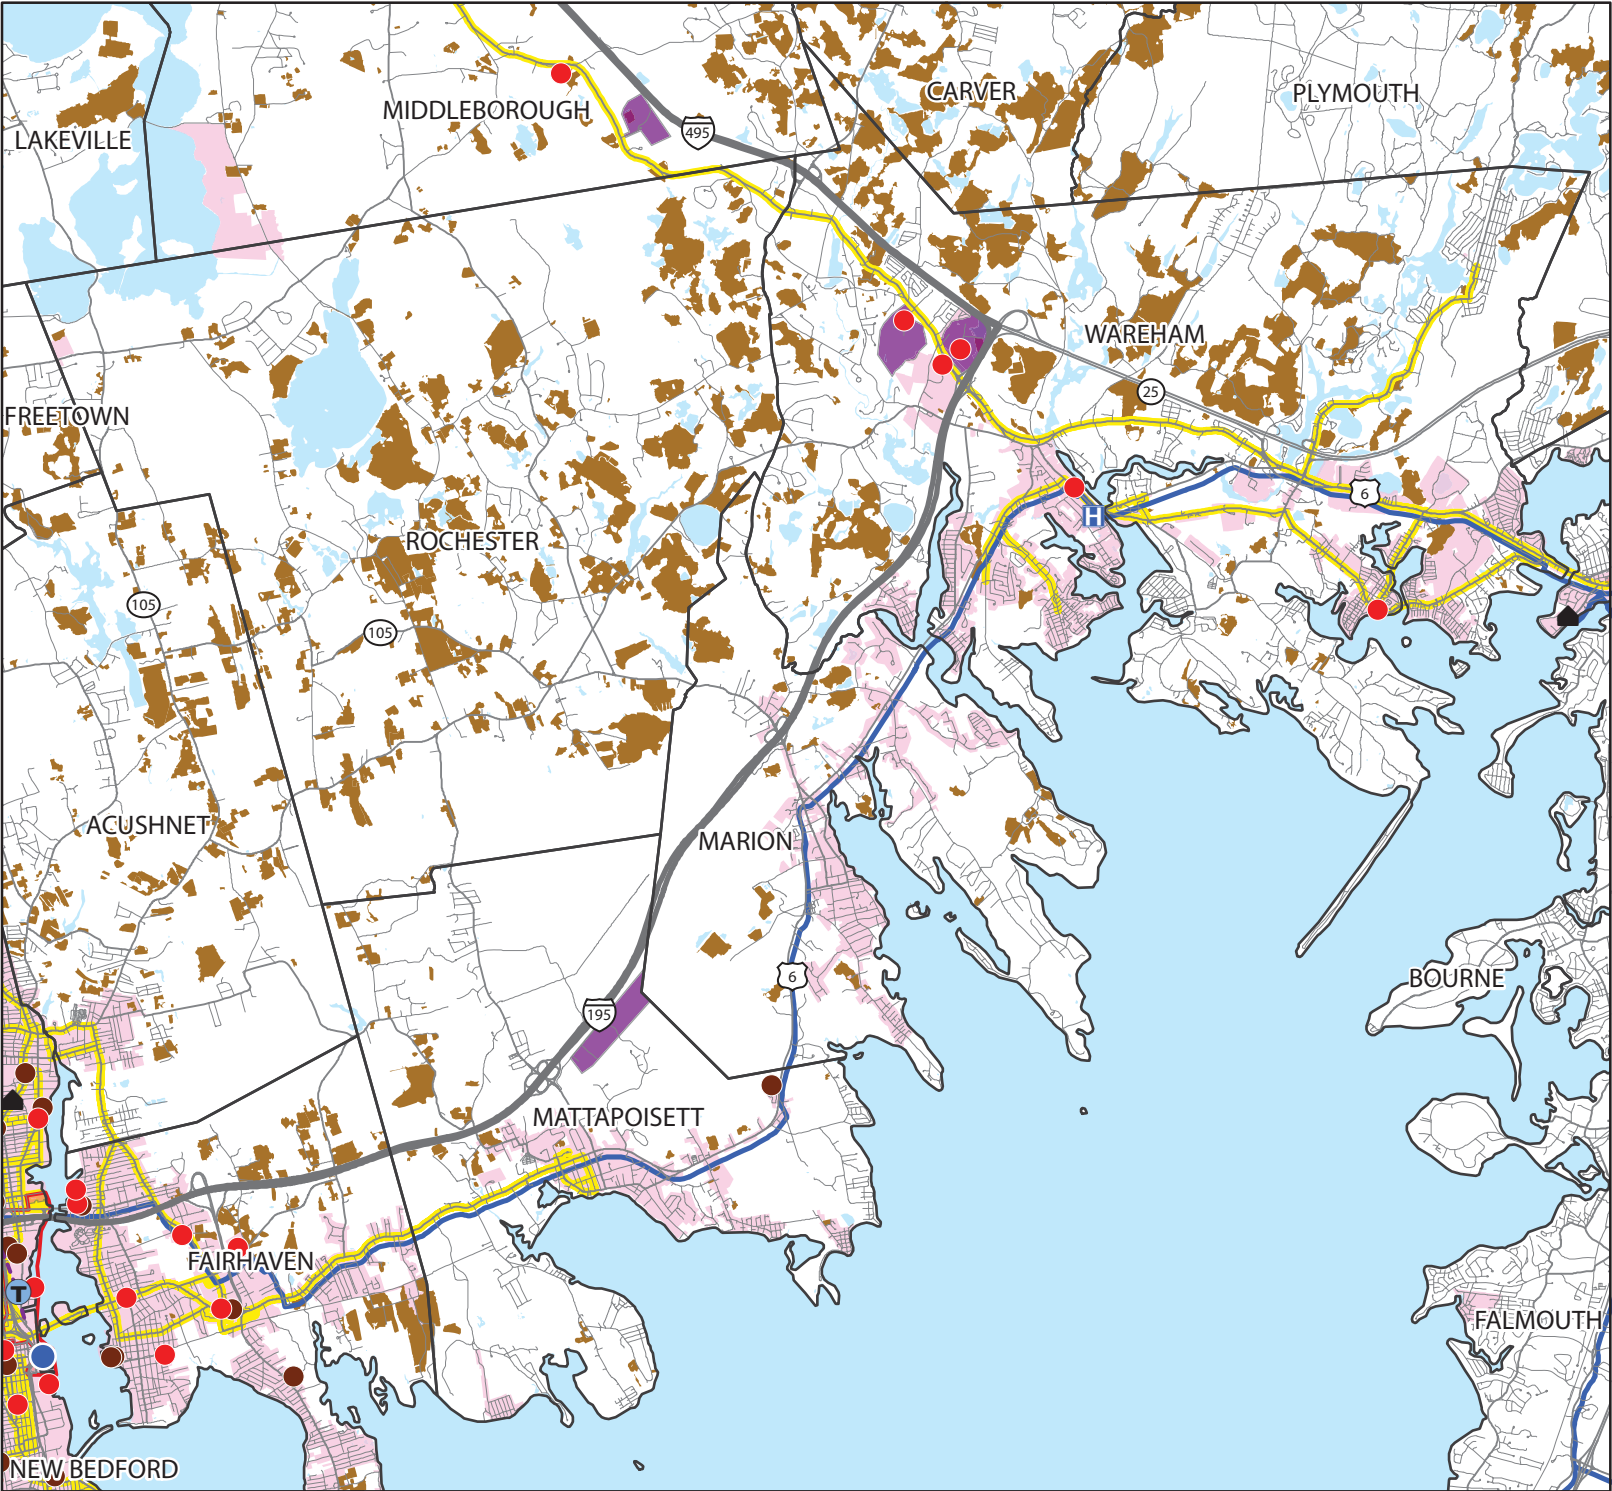 CARVER
PLYMOUTH
MIDDLEBOROUGH
495
LAKEVILLE
WAREHAM
25
FREETOWN
6
H
ROCHESTER
105
105
ACUSHNET
MARION
6
BOURNE
195
MATTAPOISETT
FAIRHAVEN
T
FALMOUTH
NEW BEDFORD